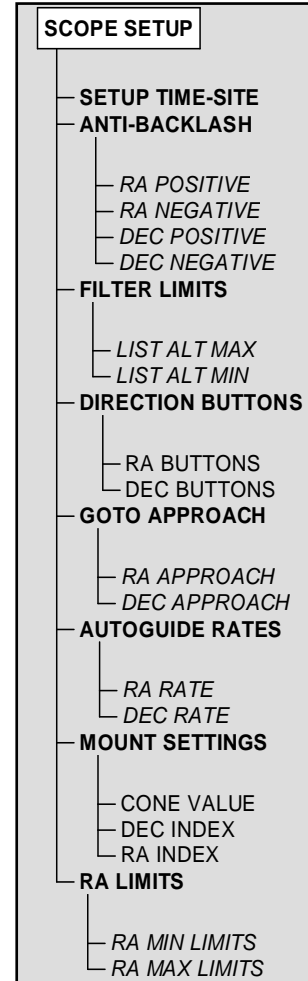 SCOPE SETUP
SETUP TIME-SITE
ANTI-BACKLASH
RA POSITIVE
RA NEGATIVE
DEC POSITIVE
DEC NEGATIVE
FILTER LIMITS
LIST ALT MAX
LIST ALT MIN
DIRECTION BUTTONS
RA BUTTONS
DEC BUTTONS
GOTO APPROACH
RA APPROACH
DEC APPROACH
AUTOGUIDE RATES
RA RATE
DEC RATE
MOUNT SETTINGS
CONE VALUE
DEC INDEX
RA INDEX
RA LIMITS
RA MIN LIMITS
RA MAX LIMITS